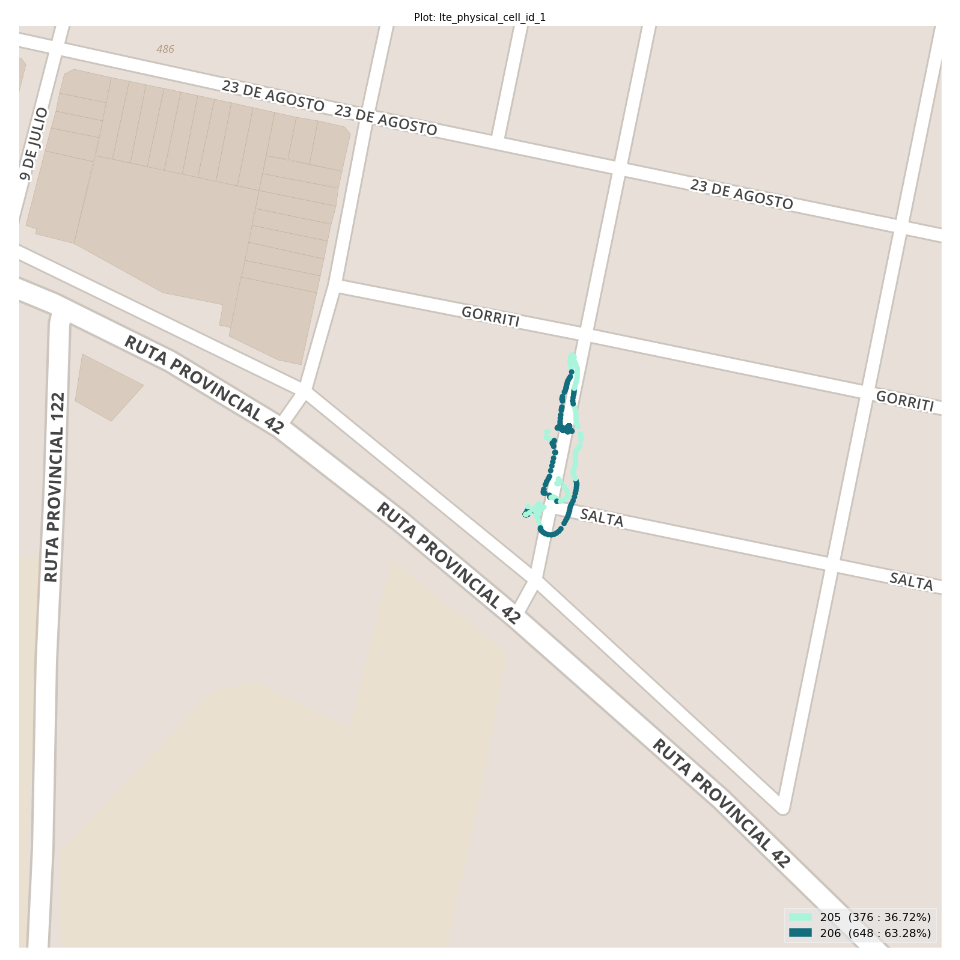 Plot: lte_physical_cell_id_1
486
23 DE AGOSTO
23 DE AGOSTO
9 DE JULIO
23 DE AGOSTO
GORRITI
RUTA PROVINCIAL 42
GORRITI
RUTA PROVINCIAL 122
RUTA PROVINCIAL 42
SALTA
SALTA
RUTA PROVINCIAL 42
205 (376 : 36.72%)
206 (648 : 63.28%)